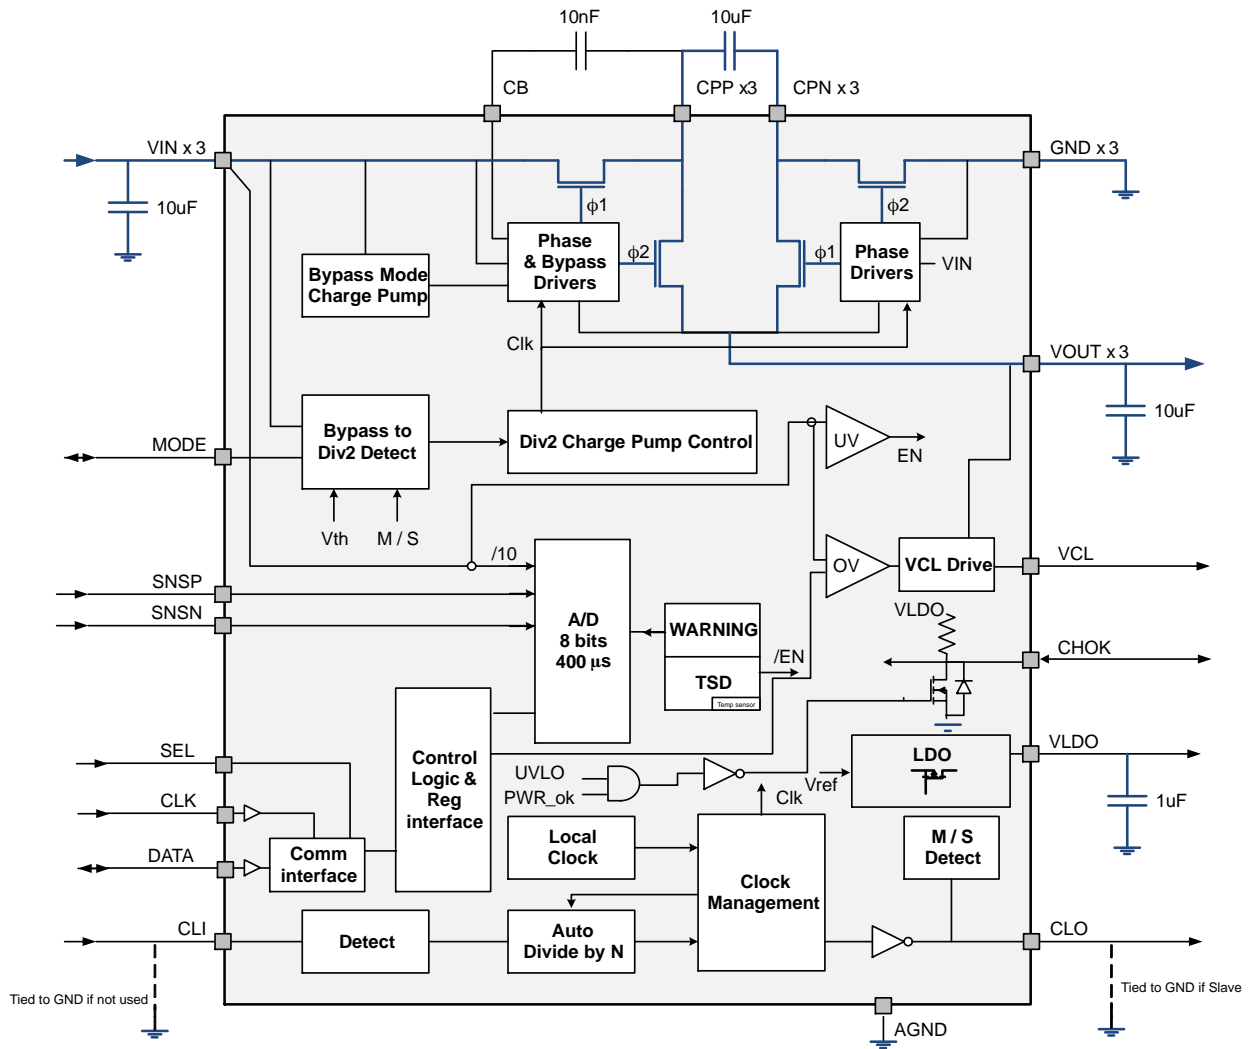 10nF
10uF
CB
CPP x3
CPN x 3
VIN x 3
GND x 3
10uF
ϕ1
ϕ2
Phase
& Bypass
Drivers
ϕ2
ϕ1
Phase
Drivers
VIN
Bypass Mode
Charge Pump
Clk
VOUT x 3
10uF
MODE
Bypass to
Div2 Detect
Div2 Charge Pump Control
UV
EN
Vth
M / S
/10
A/D
8 bits
400 µs
OV
VCL Drive
VCL
SNSP
SNSN
VLDO
WARNING
/EN
TSD
Temp sensor
CHOK
SEL
Control
Logic &
Reg
interface
UVLO
PWR_ok
Vref
LDO
VLDO
1uF
CLK
Clk
DATA
Comm
interface
Local
Clock
Clock
Management
M / S
Detect
CLI
Detect
Auto
Divide by N
CLO
Tied to GND if not used
Tied to GND if Slave
AGND